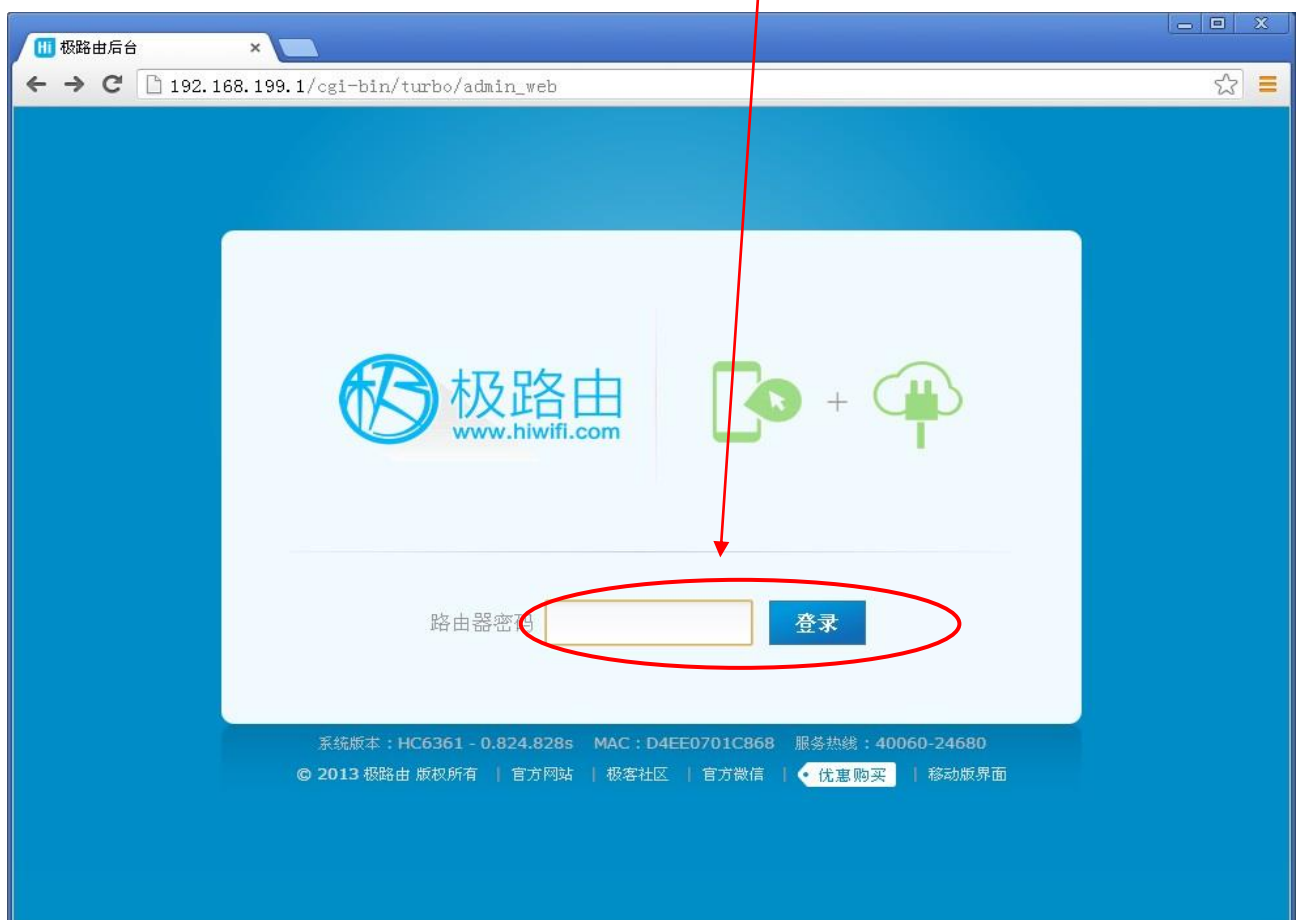 Hi 极路由后台
192.168.199.1/cgi-bin/turbo/admin_web
极 极路由
www.hiwifi.com
路由器密码 登录
系统版本：HC6361 - 0.824.828s MAC：D4EE0701C868 服务热线：40060-24680
© 2013 极路由 版权所有 | 官方网站 | 极客社区 | 官方微信 | 优惠购买 | 移动版界面